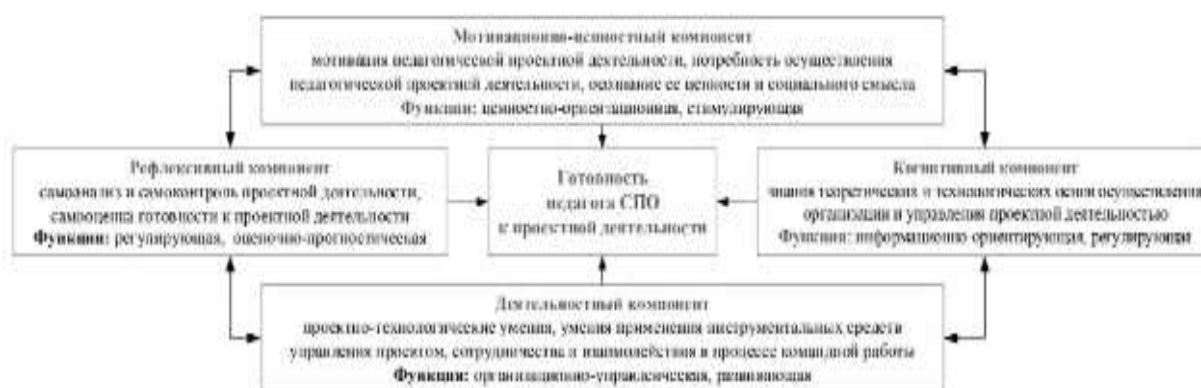 Мотивационно-ценностный компонент
мотивация педагогической проектной деятельности, потребность осуществления
педагогической проектной деятельности, осознание ее ценности и социального смысла
Функции: ценностно-ориентационная, стимулирующая
Рефлексивный компонент
самоанализ и самоконтроль проектной деятельности,
самооценка готовности к проектной деятельности
Функции: регулирующая, оценочно-прогностическая
Готовность
педагога СПО
к проектной деятельности
Когнитивный компонент
знания теоретических и технологических основ осуществления
организации и управления проектной деятельностью
Функции: информационно ориентирующая, регулирующая
Деятельностный компонент
проектно-технологические умения, умения применения инструментальных средств
управления проектом, сотрудничества и взаимодействия в процессе командной работы
Функции: организационно-управленческая, развивающая